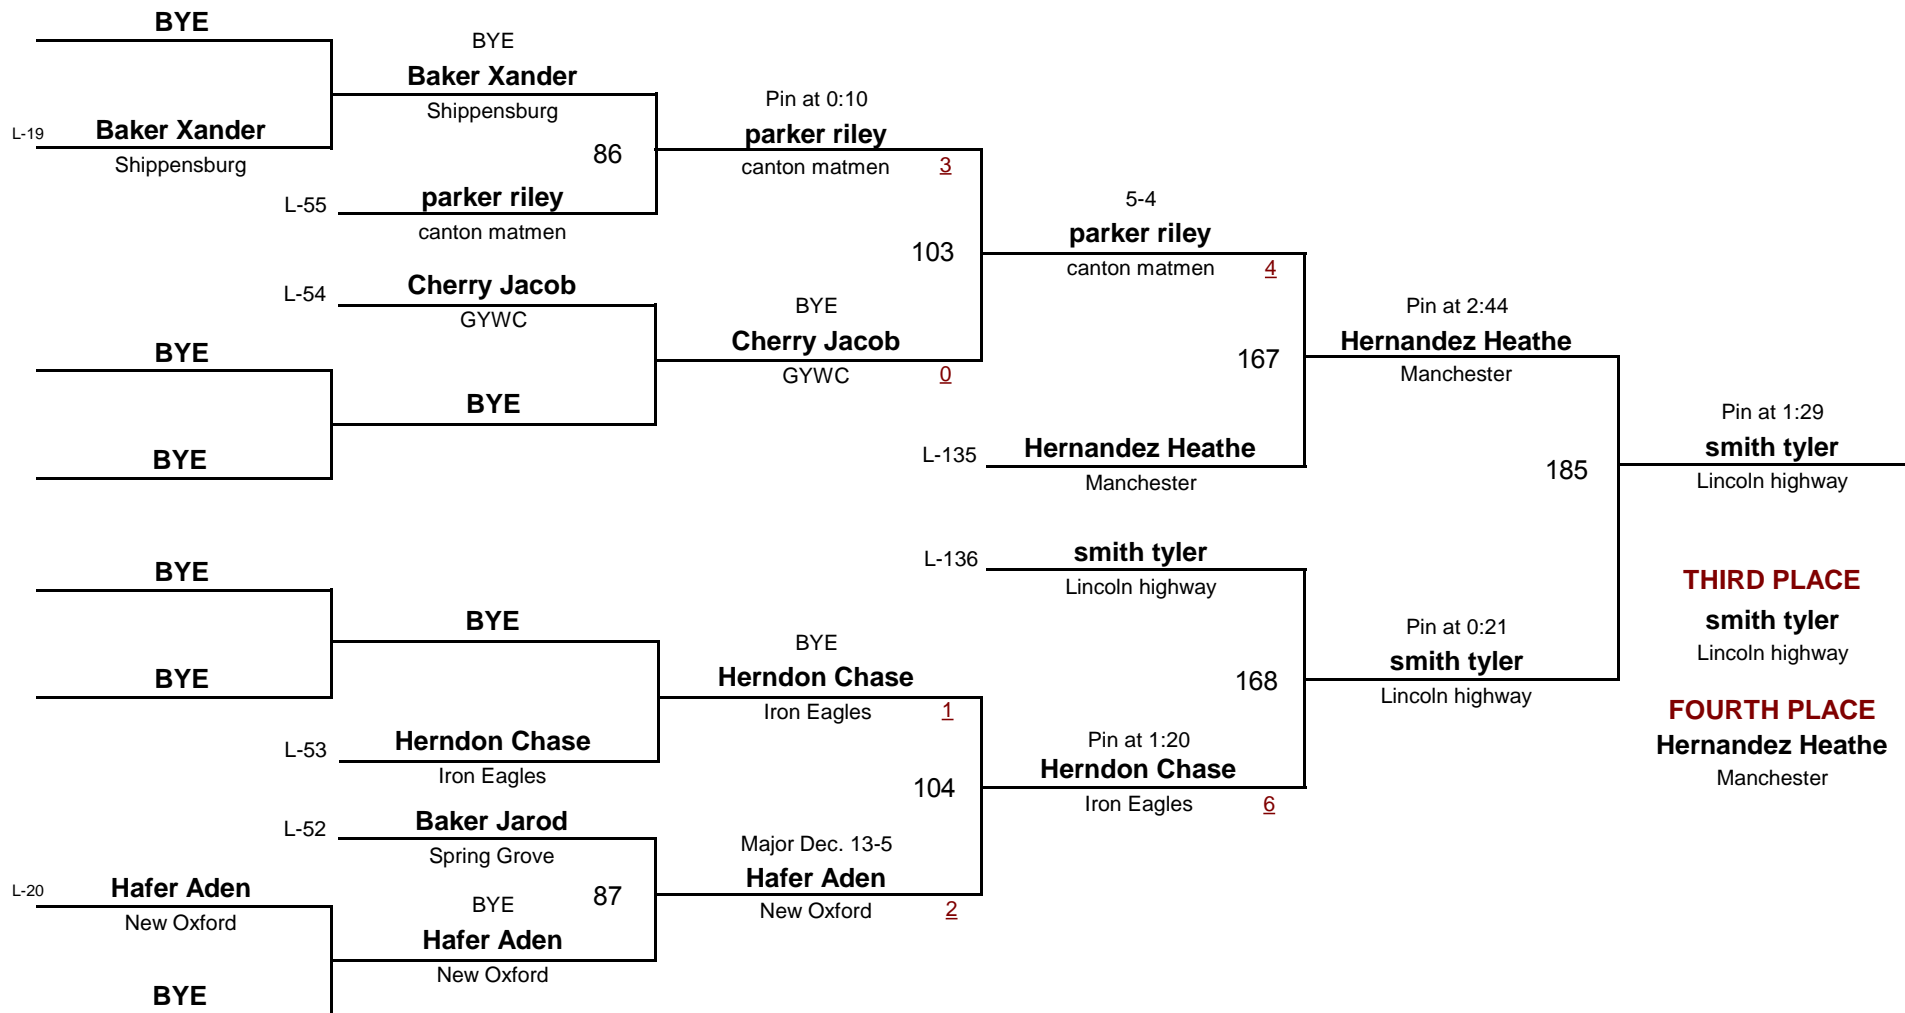 BYE
BYE
Baker Xander
Shippensburg
L-19
Baker Xander
Shippensburg
86
Pin at 0:10
parker riley
canton matmen
3
L-55
parker riley
canton matmen
103
5-4
parker riley
canton matmen
4
L-54
Cherry Jacob
GYWC
BYE
Cherry Jacob
GYWC
0
BYE
BYE
BYE
167
Pin at 2:44
Hernandez Heathe
Manchester
L-135
Hernandez Heathe
Manchester
185
Pin at 1:29
smith tyler
Lincoln highway
L-136
smith tyler
Lincoln highway
BYE
BYE
BYE
BYE
Herndon Chase
Iron Eagles
1
168
Pin at 0:21
smith tyler
Lincoln highway
THIRD PLACE
smith tyler
Lincoln highway
FOURTH PLACE
Hernandez Heathe
Manchester
L-53
Herndon Chase
Iron Eagles
104
Pin at 1:20
Herndon Chase
Iron Eagles
6
L-52
Baker Jarod
Spring Grove
87
Major Dec. 13-5
Hafer Aden
New Oxford
2
L-20
Hafer Aden
New Oxford
BYE
Hafer Aden
New Oxford
BYE